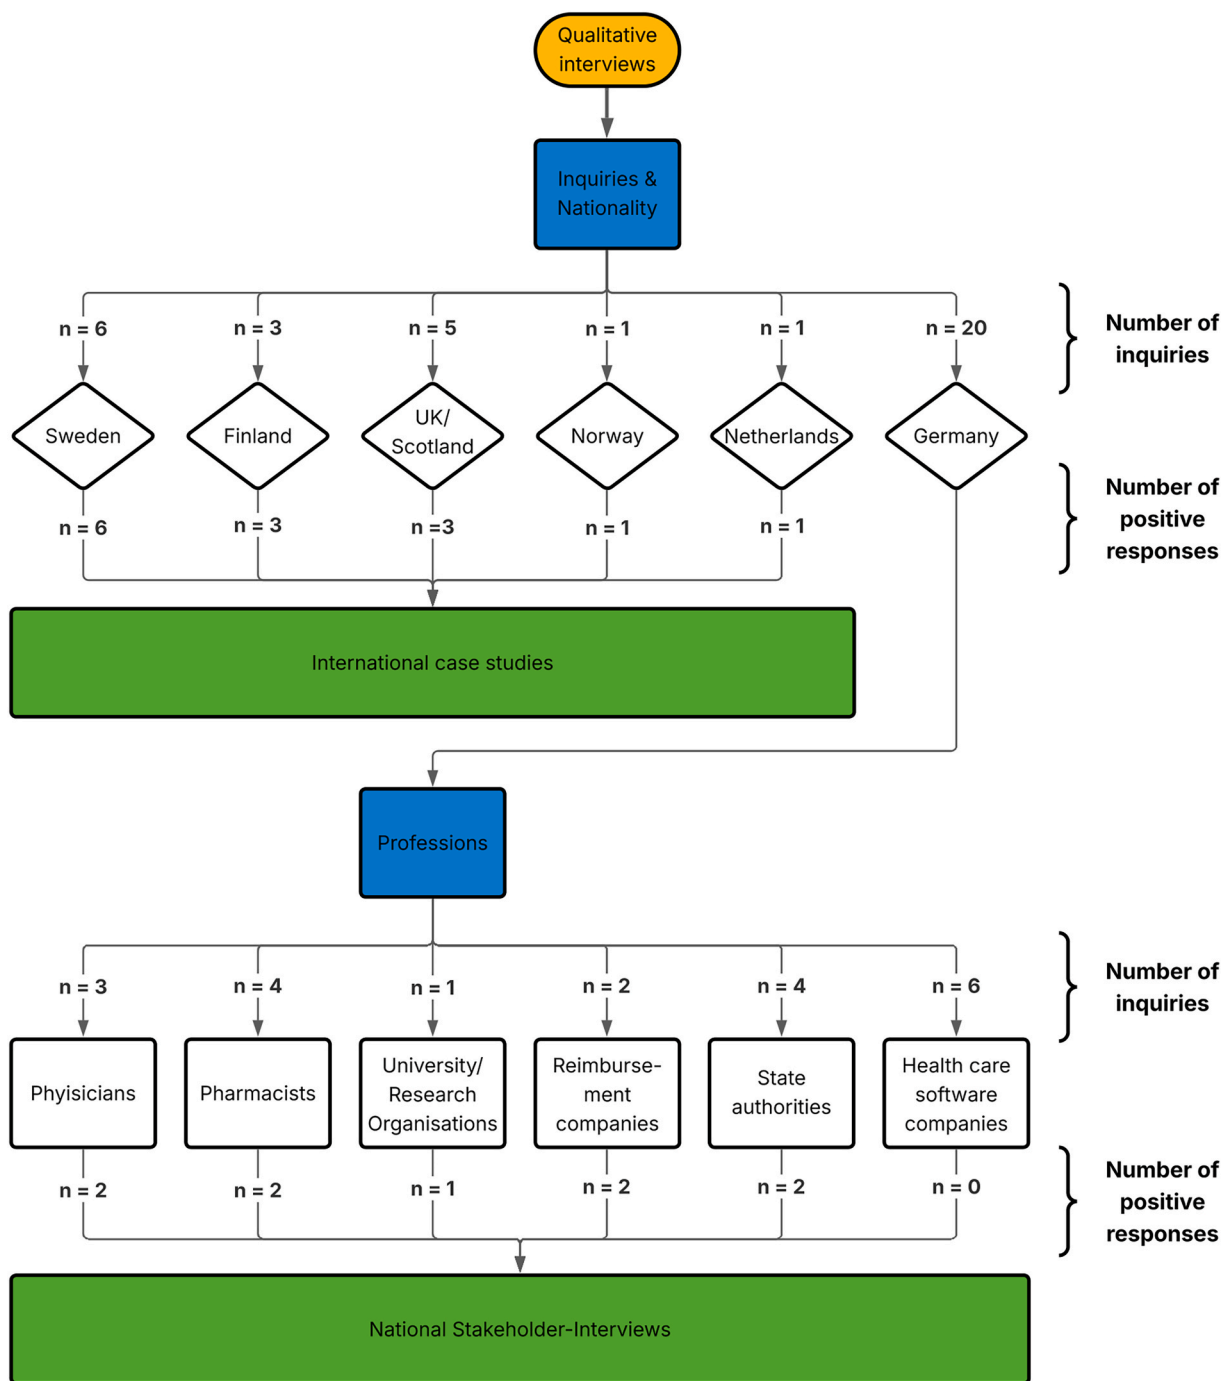 Qualitative
interviews
Inquiries &
Nationality
n = 6
n = 3
n = 5
n = 1
n = 1
n = 20
Number of
inquiries
Sweden
Finland
UK/
Scotland
Norway
Netherlands
Germany
n = 6
n = 3
n =3
n = 1
n = 1
Number of
positive
responses
International case studies
Professions
n = 3
n = 4
n = 1
n = 2
n = 4
n = 6
Number of
inquiries
Phyisicians
Pharmacists
University/
Research
Organisations
Reimburse-
ment
companies
State
authorities
Health care
software
companies
n = 2
n = 2
n = 1
n = 2
n = 2
n = 0
Number of
positive
responses
National Stakeholder-Interviews